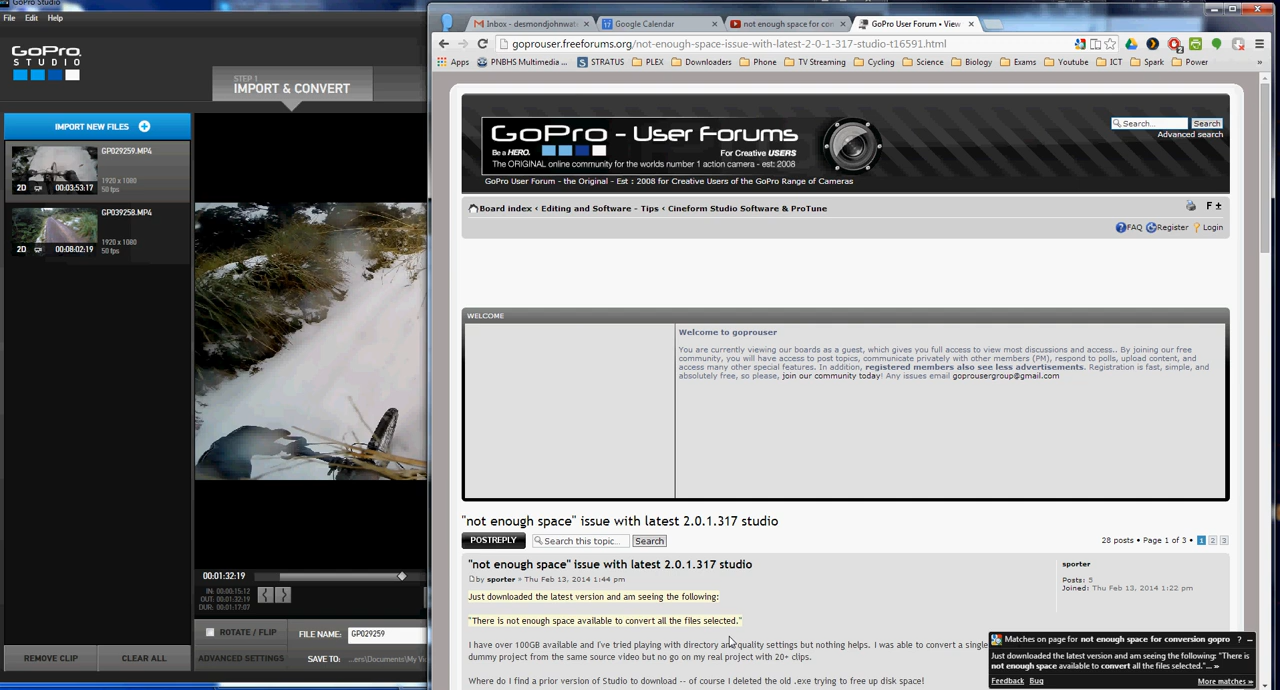 GoPro Studio
File Edit Help
GoPro
STUDIO
STEP 1
IMPORT & CONVERT
IMPORT NEW FILES
GP029259.MP4
2D 00:03:53:17
1920 x 1080
50 fps
GP039258.MP4
2D 00:08:02:19
1920 x 1080
50 fps
00:01:32:19
IN: 00:00:15:12
OUT: 00:01:32:19
DUR: 00:01:17:07
ROTATE / FLIP
FILE NAME: GP029259
REMOVE CLIP
CLEAR ALL
ADVANCED SETTINGS
SAVE TO: ...ers\Documents\My Vi
Inbox - desmondjohnwat
Google Calendar
not enough space for con
GoPro User Forum • View
goprouser.freeforums.org/not-enough-space-issue-with-latest-2-0-1-317-studio-t16591.html
Apps PNBHS Multimedia ... STRATUS PLEX Downloaders Phone TV Streaming Cycling Science Biology Exams Youtube ICT Spark Power »
GoPro - User Forums
Be a HERO. For Creative USERS
The ORIGINAL online community for the worlds number 1 action camera - est: 2008
GoPro User Forum - the Original - Est : 2008 for Creative Users of the GoPro Range of Cameras
Search... Search
Advanced search
Board index ‹ Editing and Software - Tips ‹ Cineform Studio Software & ProTune
F ±
FAQ Register Login
WELCOME
Welcome to goprouser
You are currently viewing our boards as a guest, which gives you full access to view most discussions and access.. By joining our free
community, you will have access to post topics, communicate privately with other members (PM), respond to polls, upload content, and
access many other special features. In addition, registered members also see less advertisements. Registration is fast, simple, and
absolutely free, so please, join our community today! Any issues email goprousergroup@gmail.com
"not enough space" issue with latest 2.0.1.317 studio
POSTREPLY Search this topic... Search
28 posts • Page 1 of 3 • 1 2 3
"not enough space" issue with latest 2.0.1.317 studio
by sporter » Thu Feb 13, 2014 1:44 pm
sporter
Posts: 5
Joined: Thu Feb 13, 2014 1:22 pm
Just downloaded the latest version and am seeing the following:
"There is not enough space available to convert all the files selected."
I have over 100GB available and I've tried playing with directory and quality settings but nothing helps. I was able to convert a single
dummy project from the same source video but no go on my real project with 20+ clips.
Where do I find a prior version of Studio to download -- of course I deleted the old .exe trying to free up disk space!
Matches on page for not enough space for conversion gopro ? –
Just downloaded the latest version and am seeing the following: "There is
not enough space available to convert all the files selected."... »
Feedback Bug More matches »